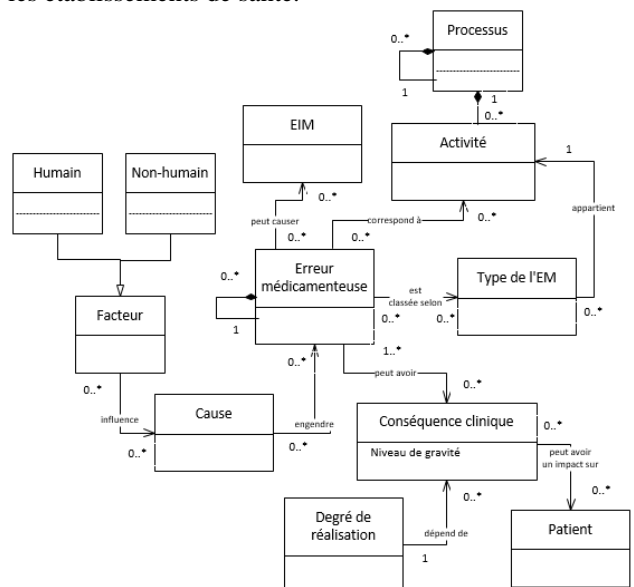 les établissements de santé.
Processus
0..*
1
1
0..*
EIM
Activité
1
Humain
Non-humain
0..*
peut causer
0..*
correspond à
0..*
0..*
appartient
0..*
Erreur
médicamenteuse
est
classée selon
Type de l'EM
1
0..*
0..*
0..*
Facteur
0..*
1..*
0..*
peut avoir
0..*
influence
Cause
engendre
0..*
0..*
Conséquence clinique
0..*
Niveau de gravité
peut avoir
un impact sur
0..*
0..*
Degré de
réalisation
dépend de
1
Patient